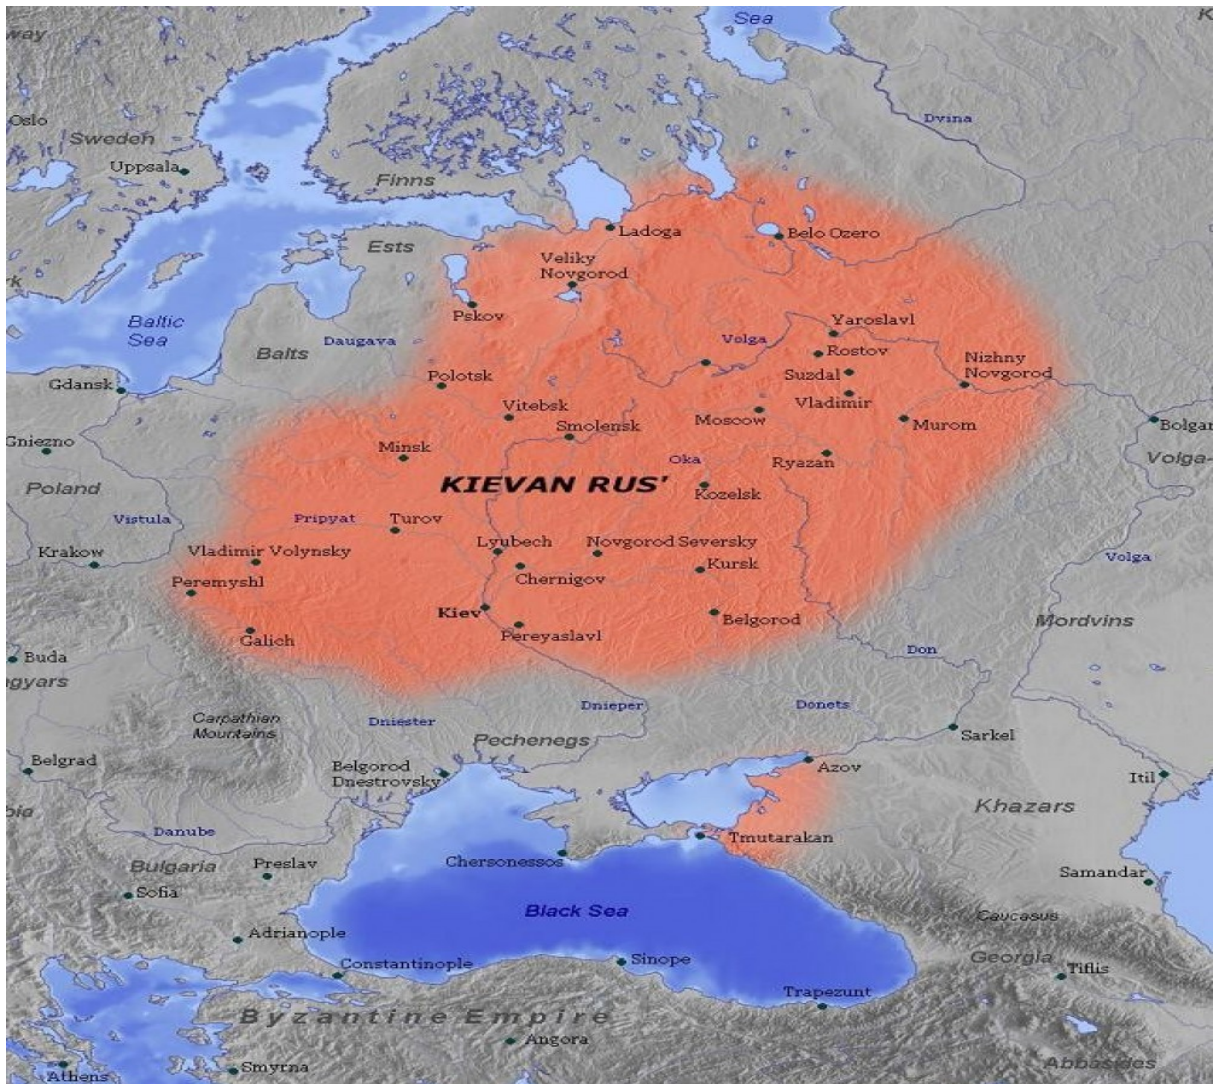 Sea
way
Oslo
Sweden
Uppsala
Dvina
Finns
Ladoga
Belo Ozero
Ests
Veliky
Novgorod
rk
Pskov
Baltic
Sea
Daugava
Balts
Volga
Yaroslavl
Rostov
Suzdal
Nizhny
Novgorod
Gdansk
Polotsk
Vladimir
Vitebsk
Moscow
Murom
Bolgar
Smolensk
Gniezno
Minsk
Oka
Ryazan
Volga-
Poland
KIEVAN RUS'
Kozelsk
Vistula
Pripyat
Turov
Krakow
Vladimir Volynsky
Lyubech
Novgorod Seversky
Volga
Peremyshl
Chernigov
Kursk
Kiev
Pereyaslavl
Belgorod
Mordvins
Galich
Buda
Don
agyars
Carpathian
Mountains
Dniester
Dnieper
Donets
Pechenegs
Sarkel
Belgrad
Belgorod
Dnestrovsky
Azov
Itil
bia
Khazars
Danube
Tmutarakan
Bulgaria
Preslav
Chersonessos
Samandar
Sofia
Black Sea
Caucasus
Adrianople
Georgia
Constantinople
Sinope
Tiflis
Trapezunt
Byzantine Empire
Angora
Abbasides
Smyrna
Athens